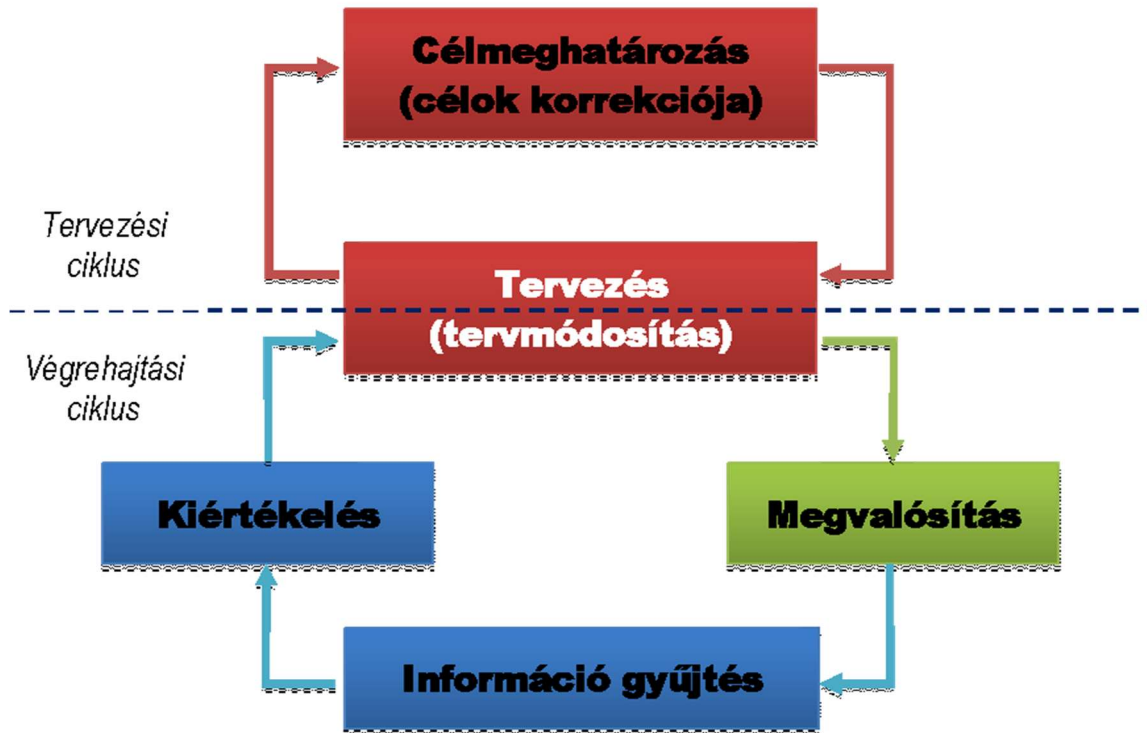 Célmeghatározás
(célok korrekciója)
Tervezési
ciklus
Tervezés
(tervmódosítás)
Végrehajtási
ciklus
Kiértékelés
Megvalósítás
Információ gyűjtés